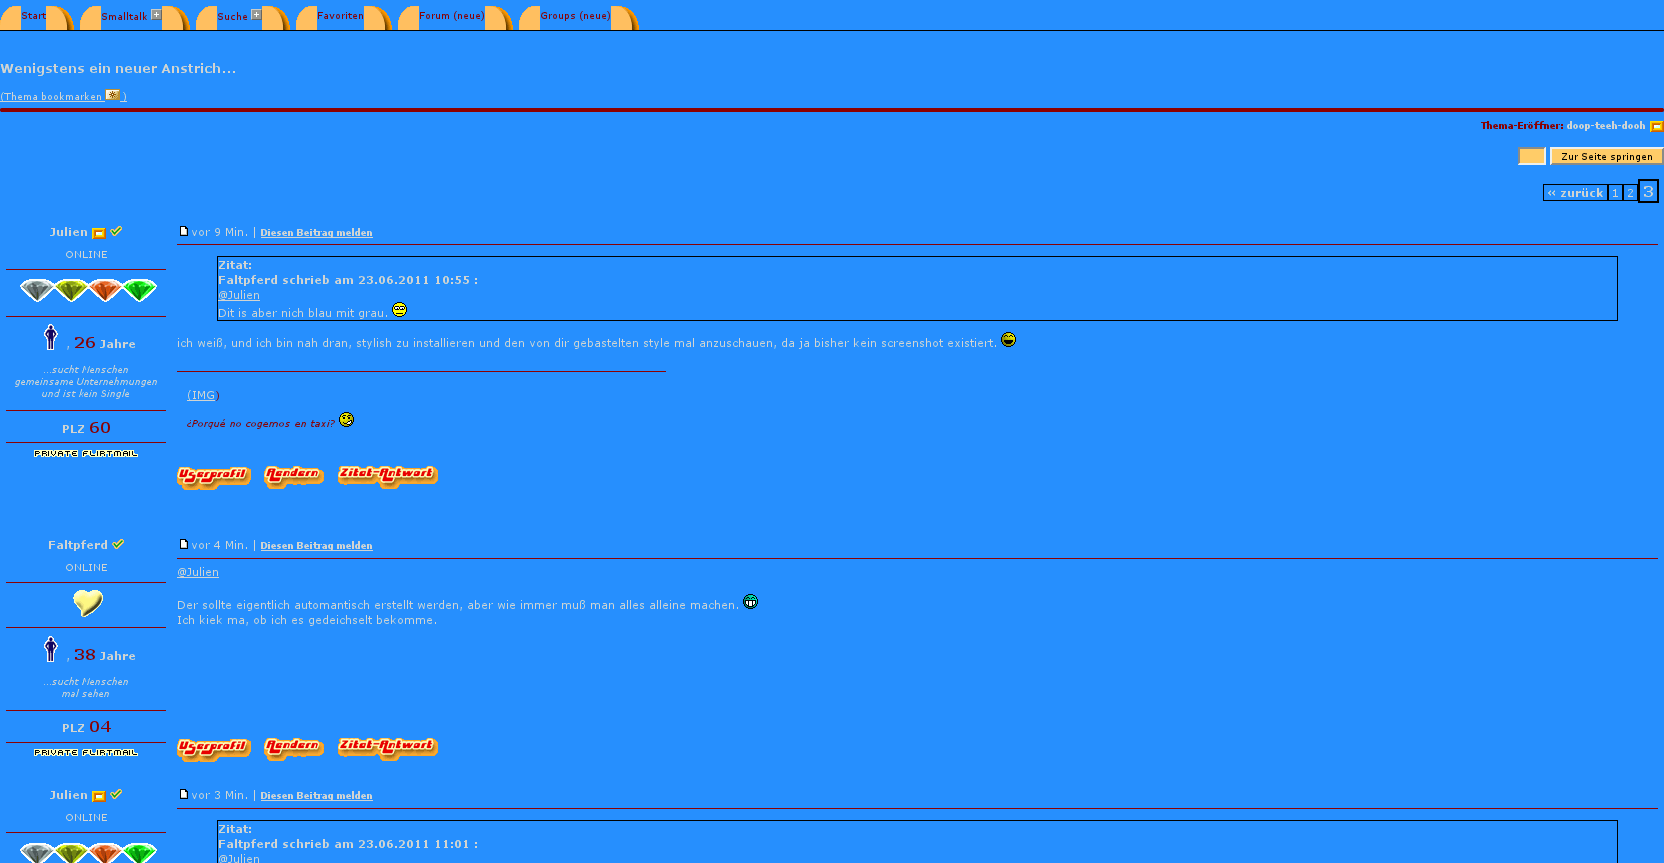 Start Smalltalk Suche Favoriten Forum (neue) Groups (neue)
Wenigstens ein neuer Anstrich...
(Thema bookmarken )
Thema-Eröffner: doop-teeh-dooh
Zur Seite springen
« zurück 1 2 3
Julien
ONLINE
, 26 Jahre
...sucht Menschen
gemeinsame Unternehmungen
und ist kein Single
PLZ 60
PRIVATE FLIRTMAIL
vor 9 Min. | Diesen Beitrag melden
Zitat:
Faltpferd schrieb am 23.06.2011 10:55 :
@Julien
Dit is aber nich blau mit grau.
ich weiß, und ich bin nah dran, stylish zu installieren und den von dir gebastelten style mal anzuschauen, da ja bisher kein screenshot existiert.
(IMG)
¿Porqué no cogemos en taxi?
Userprofil Aendern Zitat-Antwort
Faltpferd
ONLINE
, 38 Jahre
...sucht Menschen
mal sehen
PLZ 04
PRIVATE FLIRTMAIL
vor 4 Min. | Diesen Beitrag melden
@Julien
Der sollte eigentlich automantisch erstellt werden, aber wie immer muß man alles alleine machen.
Ich kiek ma, ob ich es gedeichselt bekomme.
Userprofil Aendern Zitat-Antwort
Julien
ONLINE
vor 3 Min. | Diesen Beitrag melden
Zitat:
Faltpferd schrieb am 23.06.2011 11:01 :
@Julien